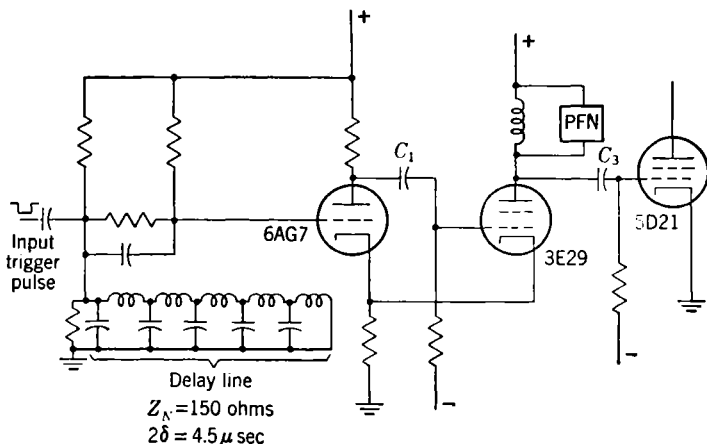 +
+
PFN
C₁
C₃
6AG7
3E29
5D21
Input
trigger
pulse
Delay line
Z_N=150 ohms
2δ=4.5 μ sec
−
−